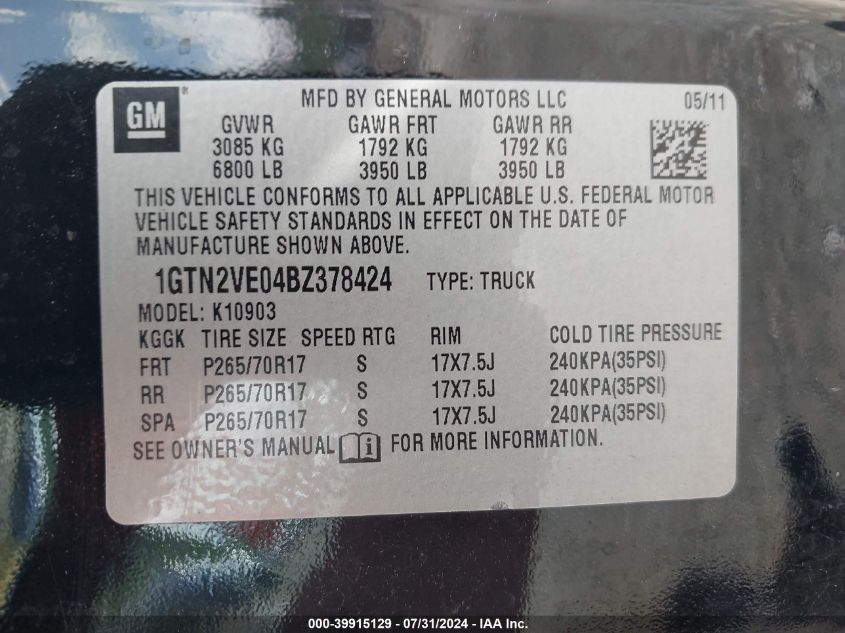 GM ®
MFD BY GENERAL MOTORS LLC 05/11
GVWR GAWR FRT GAWR RR
3085 KG 1792 KG 1792 KG
6800 LB 3950 LB 3950 LB
THIS VEHICLE CONFORMS TO ALL APPLICABLE U.S. FEDERAL MOTOR
VEHICLE SAFETY STANDARDS IN EFFECT ON THE DATE OF
MANUFACTURE SHOWN ABOVE.
1GTN2VE04BZ378424 TYPE: TRUCK
MODEL: K10903
KGGK TIRE SIZE SPEED RTG RIM COLD TIRE PRESSURE
FRT P265/70R17 S 17X7.5J 240KPA(35PSI)
RR P265/70R17 S 17X7.5J 240KPA(35PSI)
SPA P265/70R17 S 17X7.5J 240KPA(35PSI)
SEE OWNER'S MANUAL i FOR MORE INFORMATION.
000-39915129 - 07/31/2024 - IAA Inc.